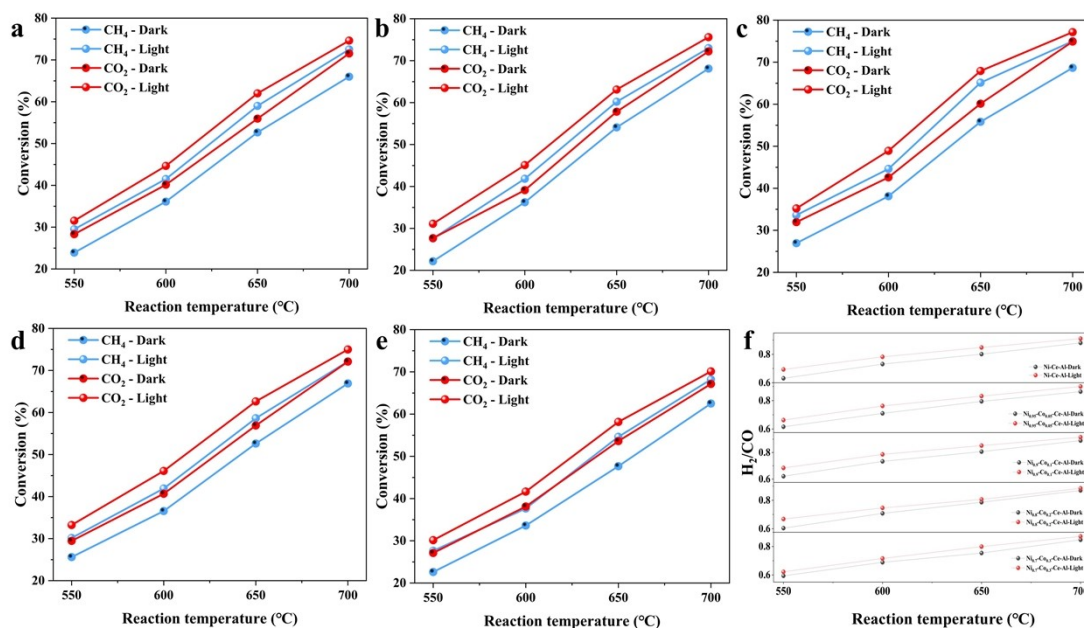 a
CH₄ - Dark
CH₄ - Light
CO₂ - Dark
CO₂ - Light
Conversion (%)
80
70
60
50
40
30
20
550 600 650 700
Reaction temperature (°C)
b
CH₄ - Dark
CH₄ - Light
CO₂ - Dark
CO₂ - Light
Conversion (%)
80
70
60
50
40
30
20
550 600 650 700
Reaction temperature (°C)
c
CH₄ - Dark
CH₄ - Light
CO₂ - Dark
CO₂ - Light
Conversion (%)
80
70
60
50
40
30
20
550 600 650 700
Reaction temperature (°C)
d
CH₄ - Dark
CH₄ - Light
CO₂ - Dark
CO₂ - Light
Conversion (%)
80
70
60
50
40
30
20
550 600 650 700
Reaction temperature (°C)
e
CH₄ - Dark
CH₄ - Light
CO₂ - Dark
CO₂ - Light
Conversion (%)
80
70
60
50
40
30
20
550 600 650 700
Reaction temperature (°C)
f
H₂/CO
0.8
0.6
Ni-Ce-Al-Dark
Ni-Ce-Al-Light
0.8
0.6
0.8
0.6
0.8
0.6
0.8
0.6
550 600 650 700
Reaction temperature (°C)